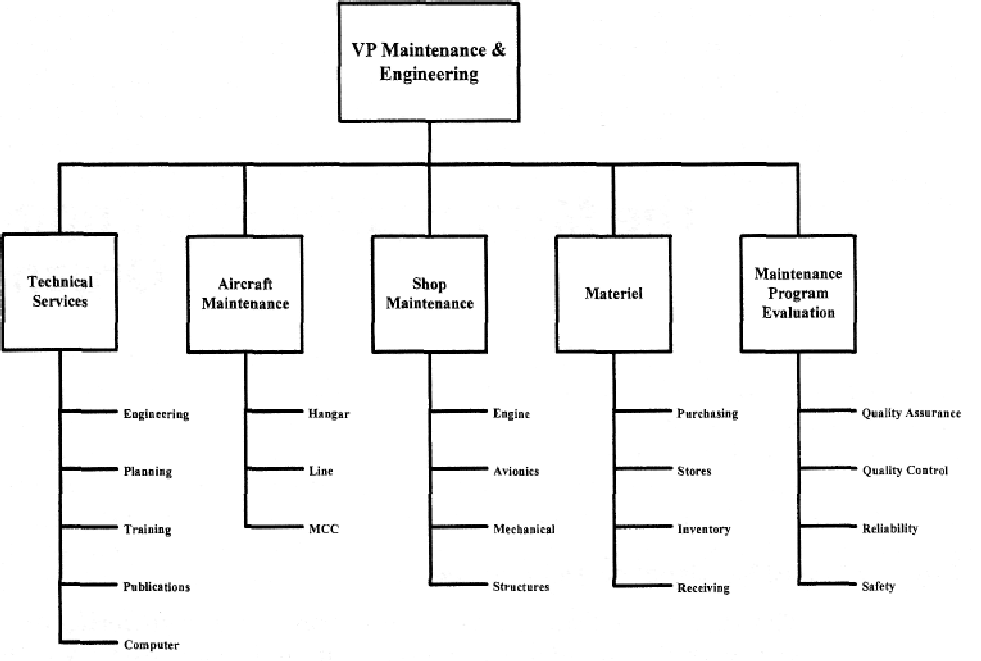 VP Maintenance &
Engineering
Technical
Services
Aircraft
Maintenance
Shop
Maintenance
Materiel
Maintenance
Program
Evaluation
Engineering
Planning
Training
Publications
Computer
Hangar
Line
MCC
Engine
Avionics
Mechanical
Structures
Purchasing
Stores
Inventory
Receiving
Quality Assurance
Quality Control
Reliability
Safety